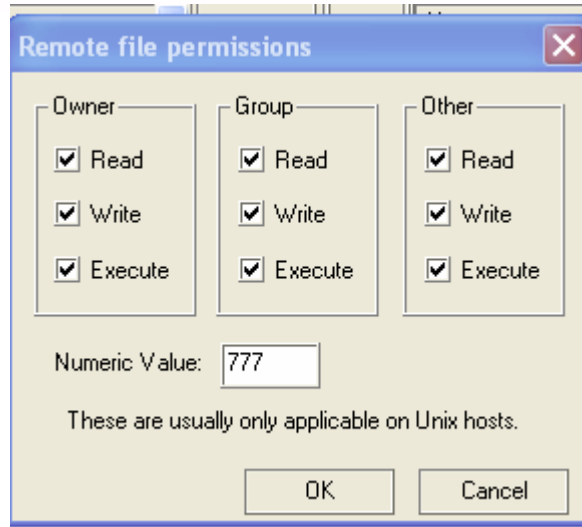 Remote file permissions
Owner Group Other
Read Read Read
Write Write Write
Execute Execute Execute
Numeric Value: 777
These are usually only applicable on Unix hosts.
OK Cancel